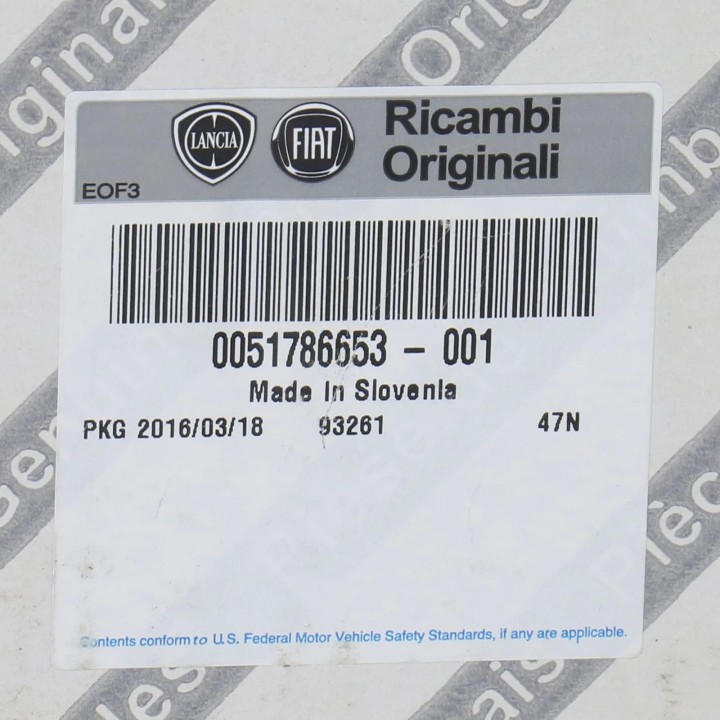 LANCIA FIAT Ricambi
Originali
EOF3
0051786653 - 001
Made In Slovenia
PKG 2016/03/18 93261 47N
Contents conform to U.S. Federal Motor Vehicle Safety Standards, if any are applicable.